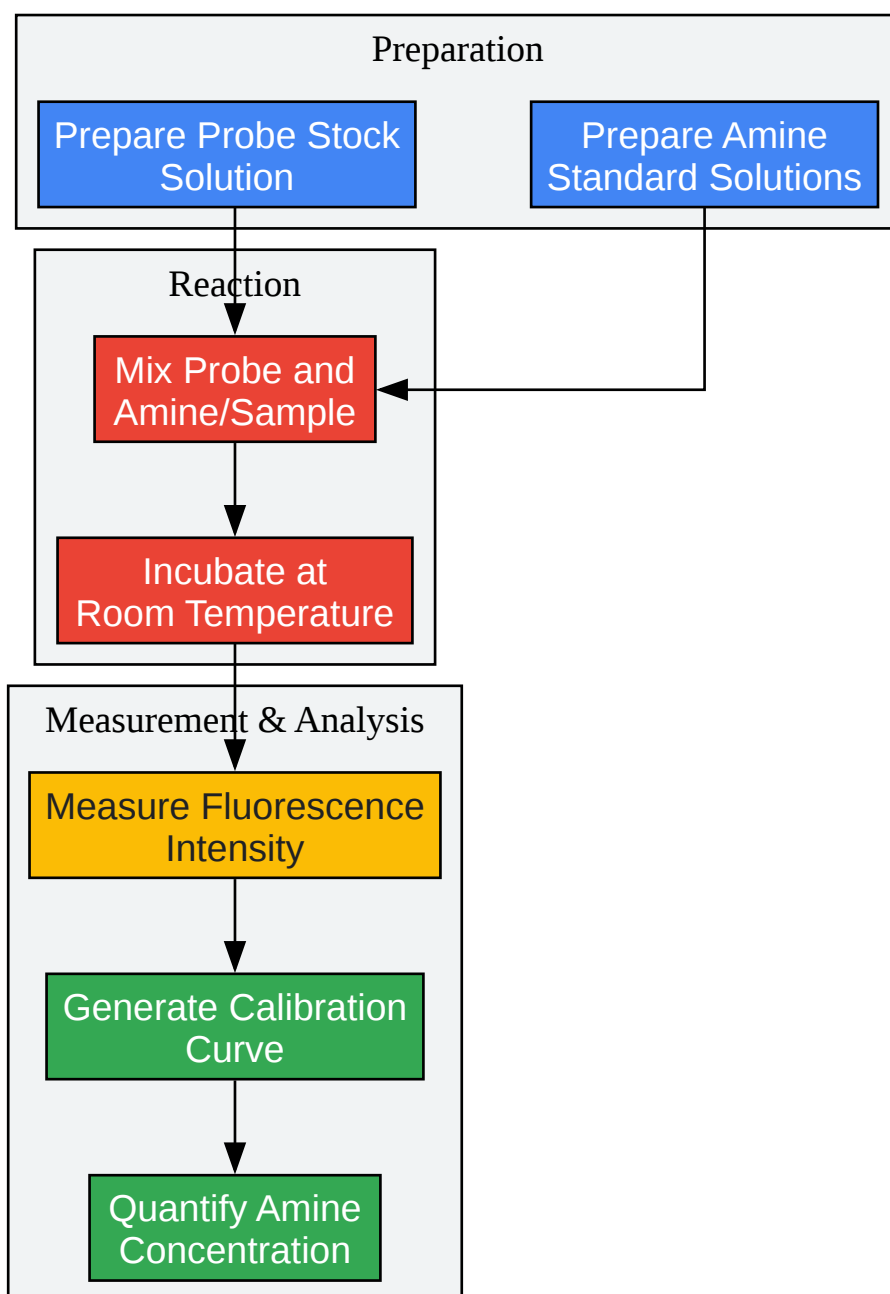 Preparation
Prepare Probe Stock
Solution
Prepare Amine
Standard Solutions
Reaction
Mix Probe and
Amine/Sample
Incubate at
Room Temperature
Measurement & Analysis
Measure Fluorescence
Intensity
Generate Calibration
Curve
Quantify Amine
Concentration